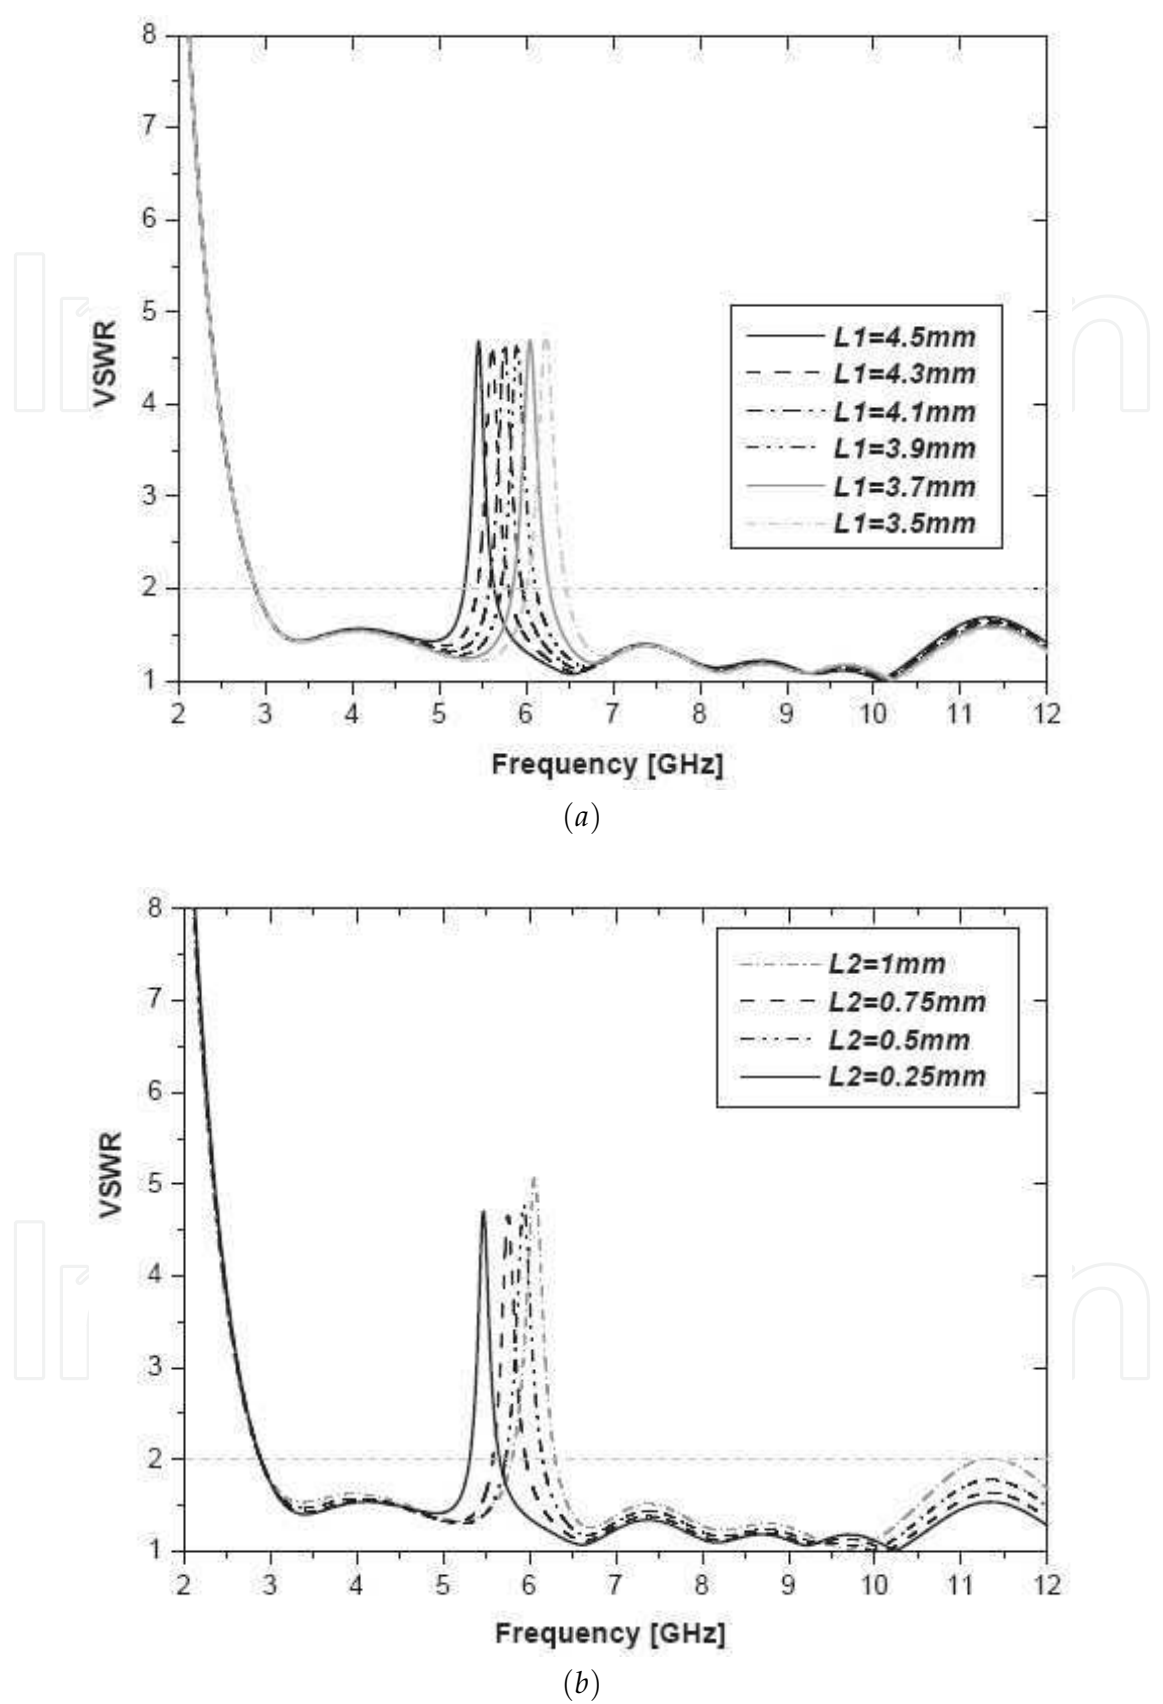 8
7
6
5
4
3
2
1
VSWR
L1=4.5mm
L1=4.3mm
L1=4.1mm
L1=3.9mm
L1=3.7mm
L1=3.5mm
2 3 4 5 6 7 8 9 10 11 12
Frequency [GHz]
(a)
8
7
6
5
4
3
2
1
VSWR
L2=1mm
L2=0.75mm
L2=0.5mm
L2=0.25mm
2 3 4 5 6 7 8 9 10 11 12
Frequency [GHz]
(b)